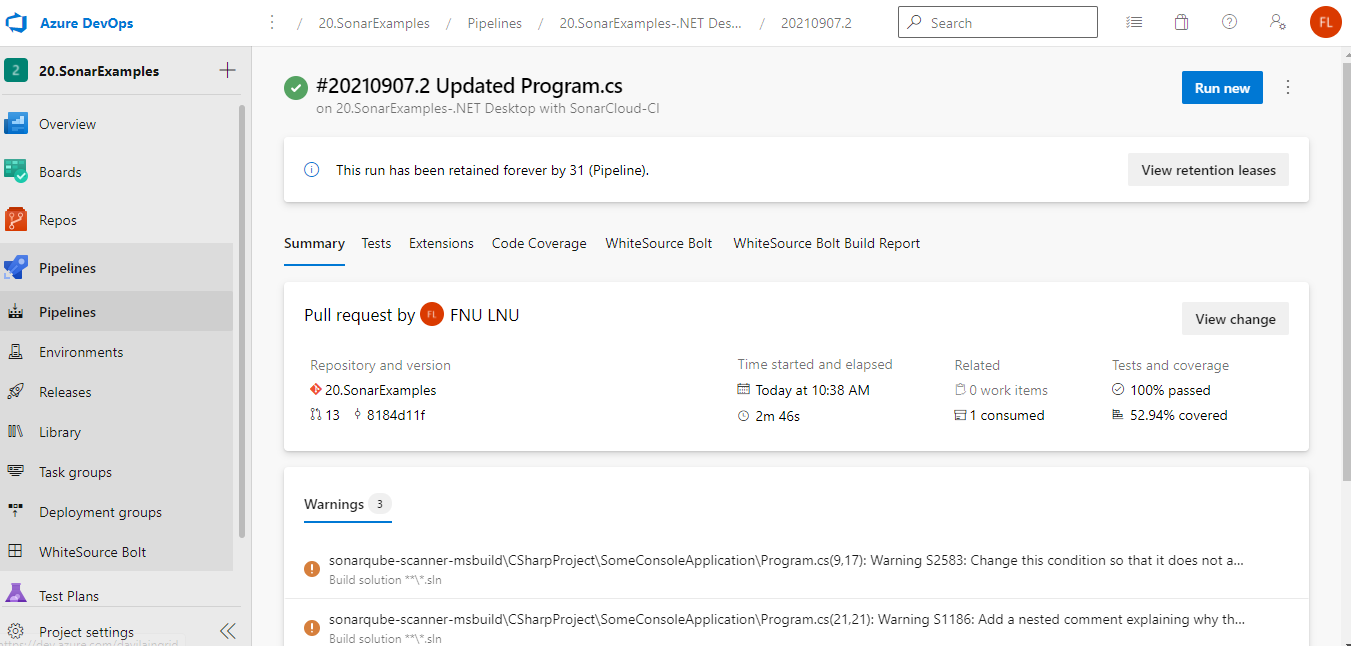 Azure DevOps / 20.SonarExamples / Pipelines / 20.SonarExamples-.NET Des... / 20210907.2 Search FL
2 20.SonarExamples
Overview
Boards
Repos
Pipelines
Pipelines
Environments
Releases
Library
Task groups
Deployment groups
WhiteSource Bolt
Test Plans
Project settings
#20210907.2 Updated Program.cs
on 20.SonarExamples-.NET Desktop with SonarCloud-CI
Run new
This run has been retained forever by 31 (Pipeline).
View retention leases
Summary Tests Extensions Code Coverage WhiteSource Bolt WhiteSource Bolt Build Report
Pull request by FL FNU LNU
View change
Repository and version
20.SonarExamples
13 8184d11f
Time started and elapsed
Today at 10:38 AM
2m 46s
Related
0 work items
1 consumed
Tests and coverage
100% passed
52.94% covered
Warnings 3
sonarqube-scanner-msbuild\CSharpProject\SomeConsoleApplication\Program.cs(9,17): Warning S2583: Change this condition so that it does not a...
Build solution **\*.sln
sonarqube-scanner-msbuild\CSharpProject\SomeConsoleApplication\Program.cs(21,21): Warning S1186: Add a nested comment explaining why th...
Build solution **\*.sln